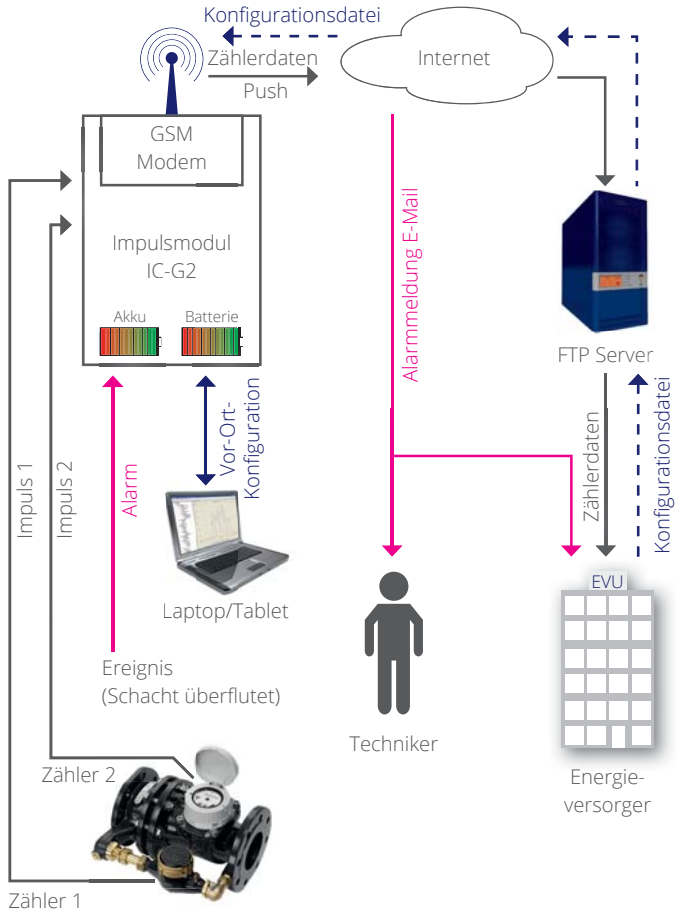 Konfigurationsdatei
Zählerdaten
Push
Internet
GSM
Modem
Impulsmodul
IC-G2
Akku
Batterie
Alarmmeldung E-Mail
FTP Server
Impuls 1
Impuls 2
Alarm
Vor-Ort-
Konfiguration
Zählerdaten
Konfigurationsdatei
Laptop/Tablet
EVU
Ereignis
(Schacht überflutet)
Techniker
Energie-
versorger
Zähler 2
Zähler 1